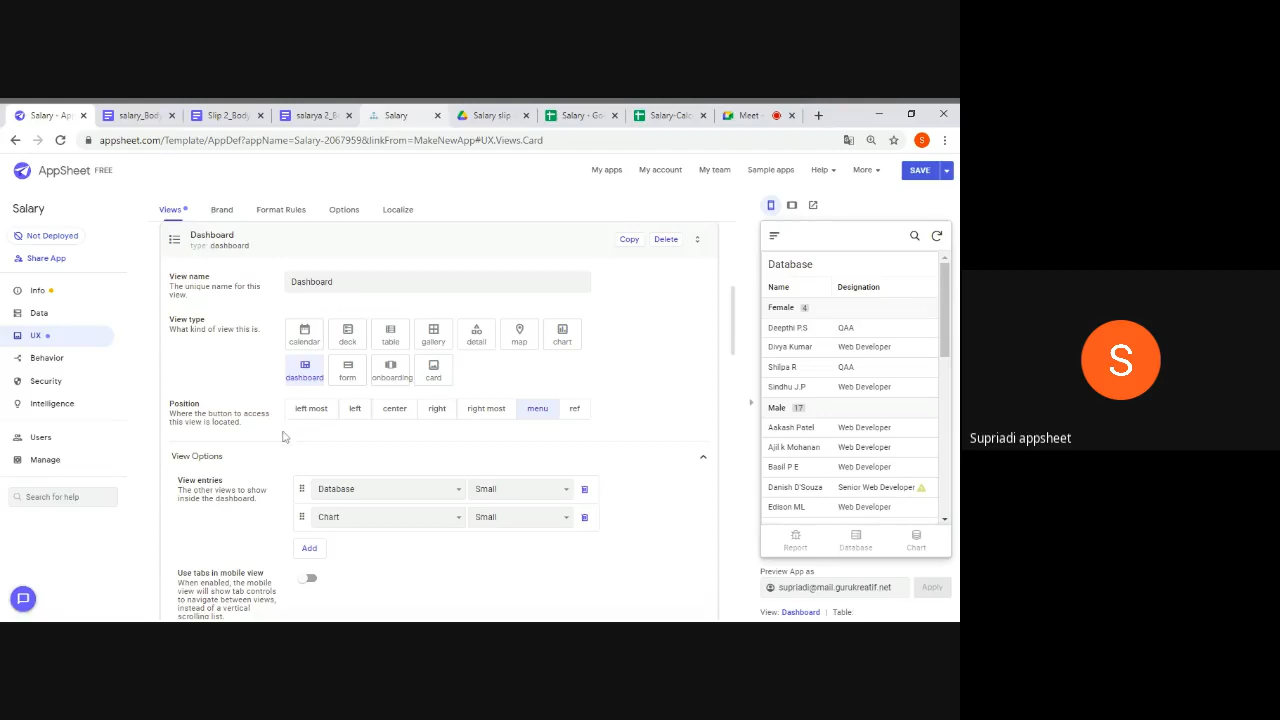 Salary - Ap
salary_Body
Slip 2_Body
salarya 2_B
Salary
Salary slip
Salary - Goo
Salary-Calc
Meet -
appsheet.com/Template/AppDef?appName=Salary-2067959&linkFrom=MakeNewApp#UX.Views.Card
S
AppSheet FREE
My apps
My account
My team
Sample apps
Help
More
SAVE
Salary
Not Deployed
Share App
Info
Data
UX
Behavior
Security
Intelligence
Users
Manage
Search for help
Views
Brand
Format Rules
Options
Localize
Dashboard
type: dashboard
Copy
Delete
View name
The unique name for this
view.
Dashboard
View type
What kind of view this is.
calendar
deck
table
gallery
detail
map
chart
dashboard
form
onboarding
card
Position
Where the button to access
this view is located.
left most
left
center
right
right most
menu
ref
View Options
View entries
The other views to show
inside the dashboard.
Database
Small
Chart
Small
Add
Use tabs in mobile view
When enabled, the mobile
view will show tab controls
to navigate between views,
instead of a vertical
scrolling list.
Database
Name Designation
Female 4
Deepthi P.S QAA
Divya Kumar Web Developer
Shilpa R QAA
Sindhu J.P Web Developer
Male 17
Aakash Patel Web Developer
Ajil k Mohanan Web Developer
Basil P E Web Developer
Danish D'Souza Senior Web Developer
Edison ML Web Developer
Report
Database
Chart
Preview App as
supriadi@mail.gurukreatif.net
Apply
View: Dashboard Table:
S
Supriadi appsheet